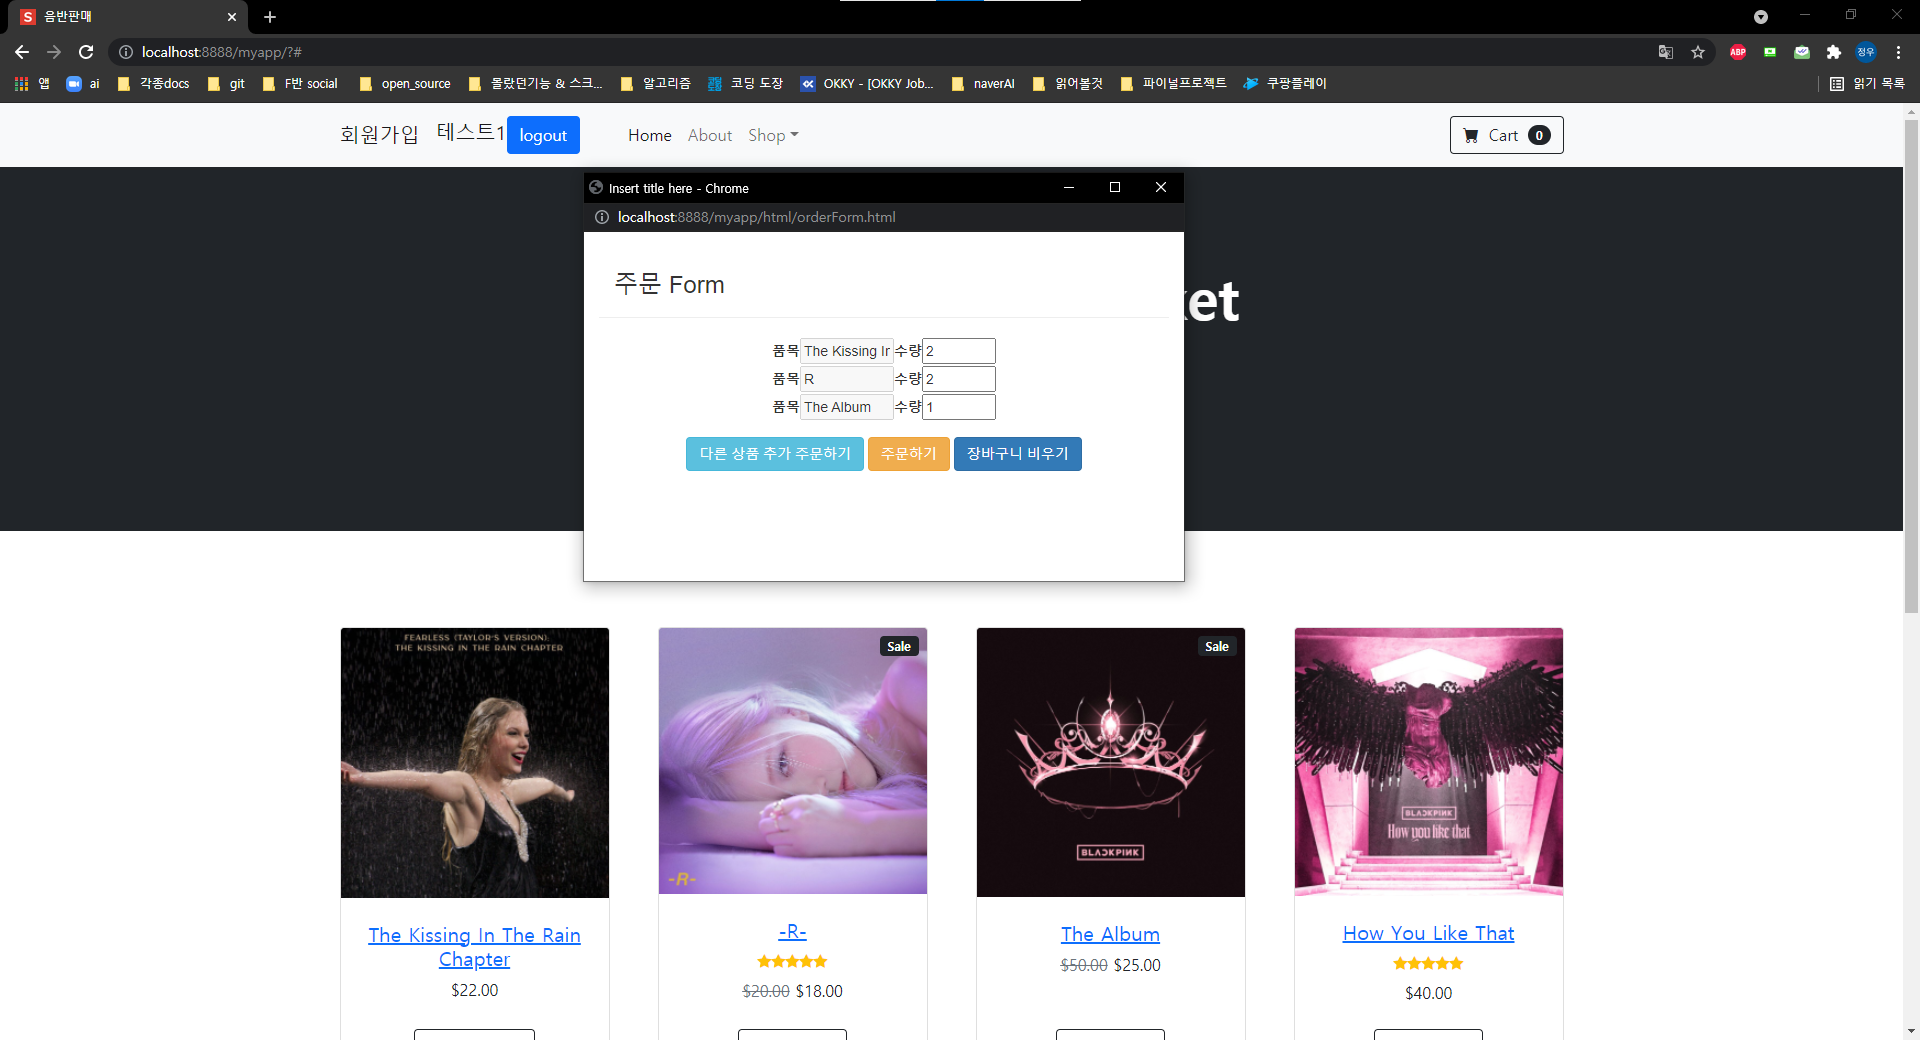 음반판매
localhost:8888/myapp/?#
ABP
정우
앱
ai
각종docs
git
F반 social
open_source
몰랐던기능 & 스크...
알고리즘
코딩 도장
OKKY - [OKKY Job...
naverAI
읽어볼것
파이널프로젝트
쿠팡플레이
읽기 목록
회원가입 테스트1 logout Home About Shop Cart 0
Insert title here - Chrome
localhost:8888/myapp/html/orderForm.html
주문 Form
ket
품목 The Kissing Ir 수량 2
품목 R 수량 2
품목 The Album 수량 1
다른 상품 추가 주문하기 주문하기 장바구니 비우기
FEARLESS (TAYLOR'S VERSION):
THE KISSING IN THE RAIN CHAPTER
The Kissing In The Rain
Chapter
$22.00
Sale
-R-
-R-
$20.00 $18.00
Sale
BLACKPINK
The Album
$50.00 $25.00
BLACKPINK
How you like that
How You Like That
$40.00